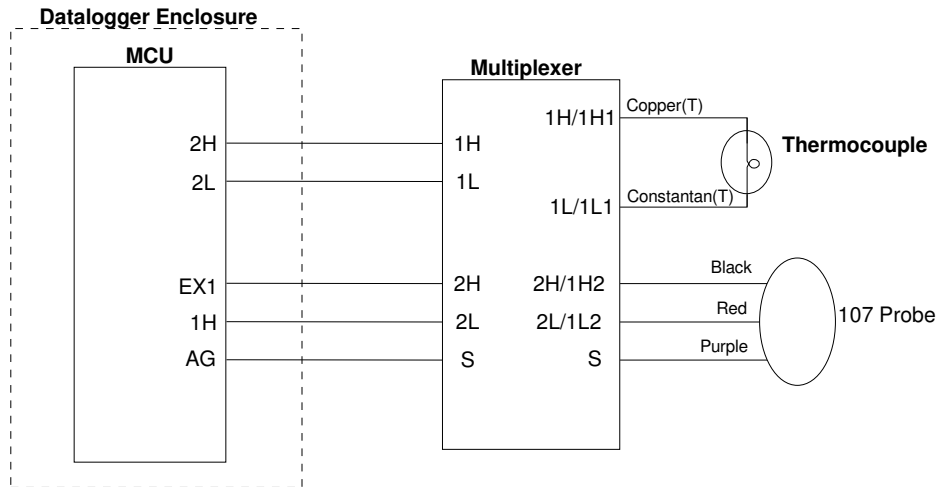 Datalogger Enclosure
MCU
2H
2L
EX1
1H
AG
Multiplexer
1H
1L
2H
2L
S
1H/1H1
1L/1L1
2H/1H2
2L/1L2
S
Copper(T)
Constantan(T)
Thermocouple
Black
Red
Purple
107 Probe